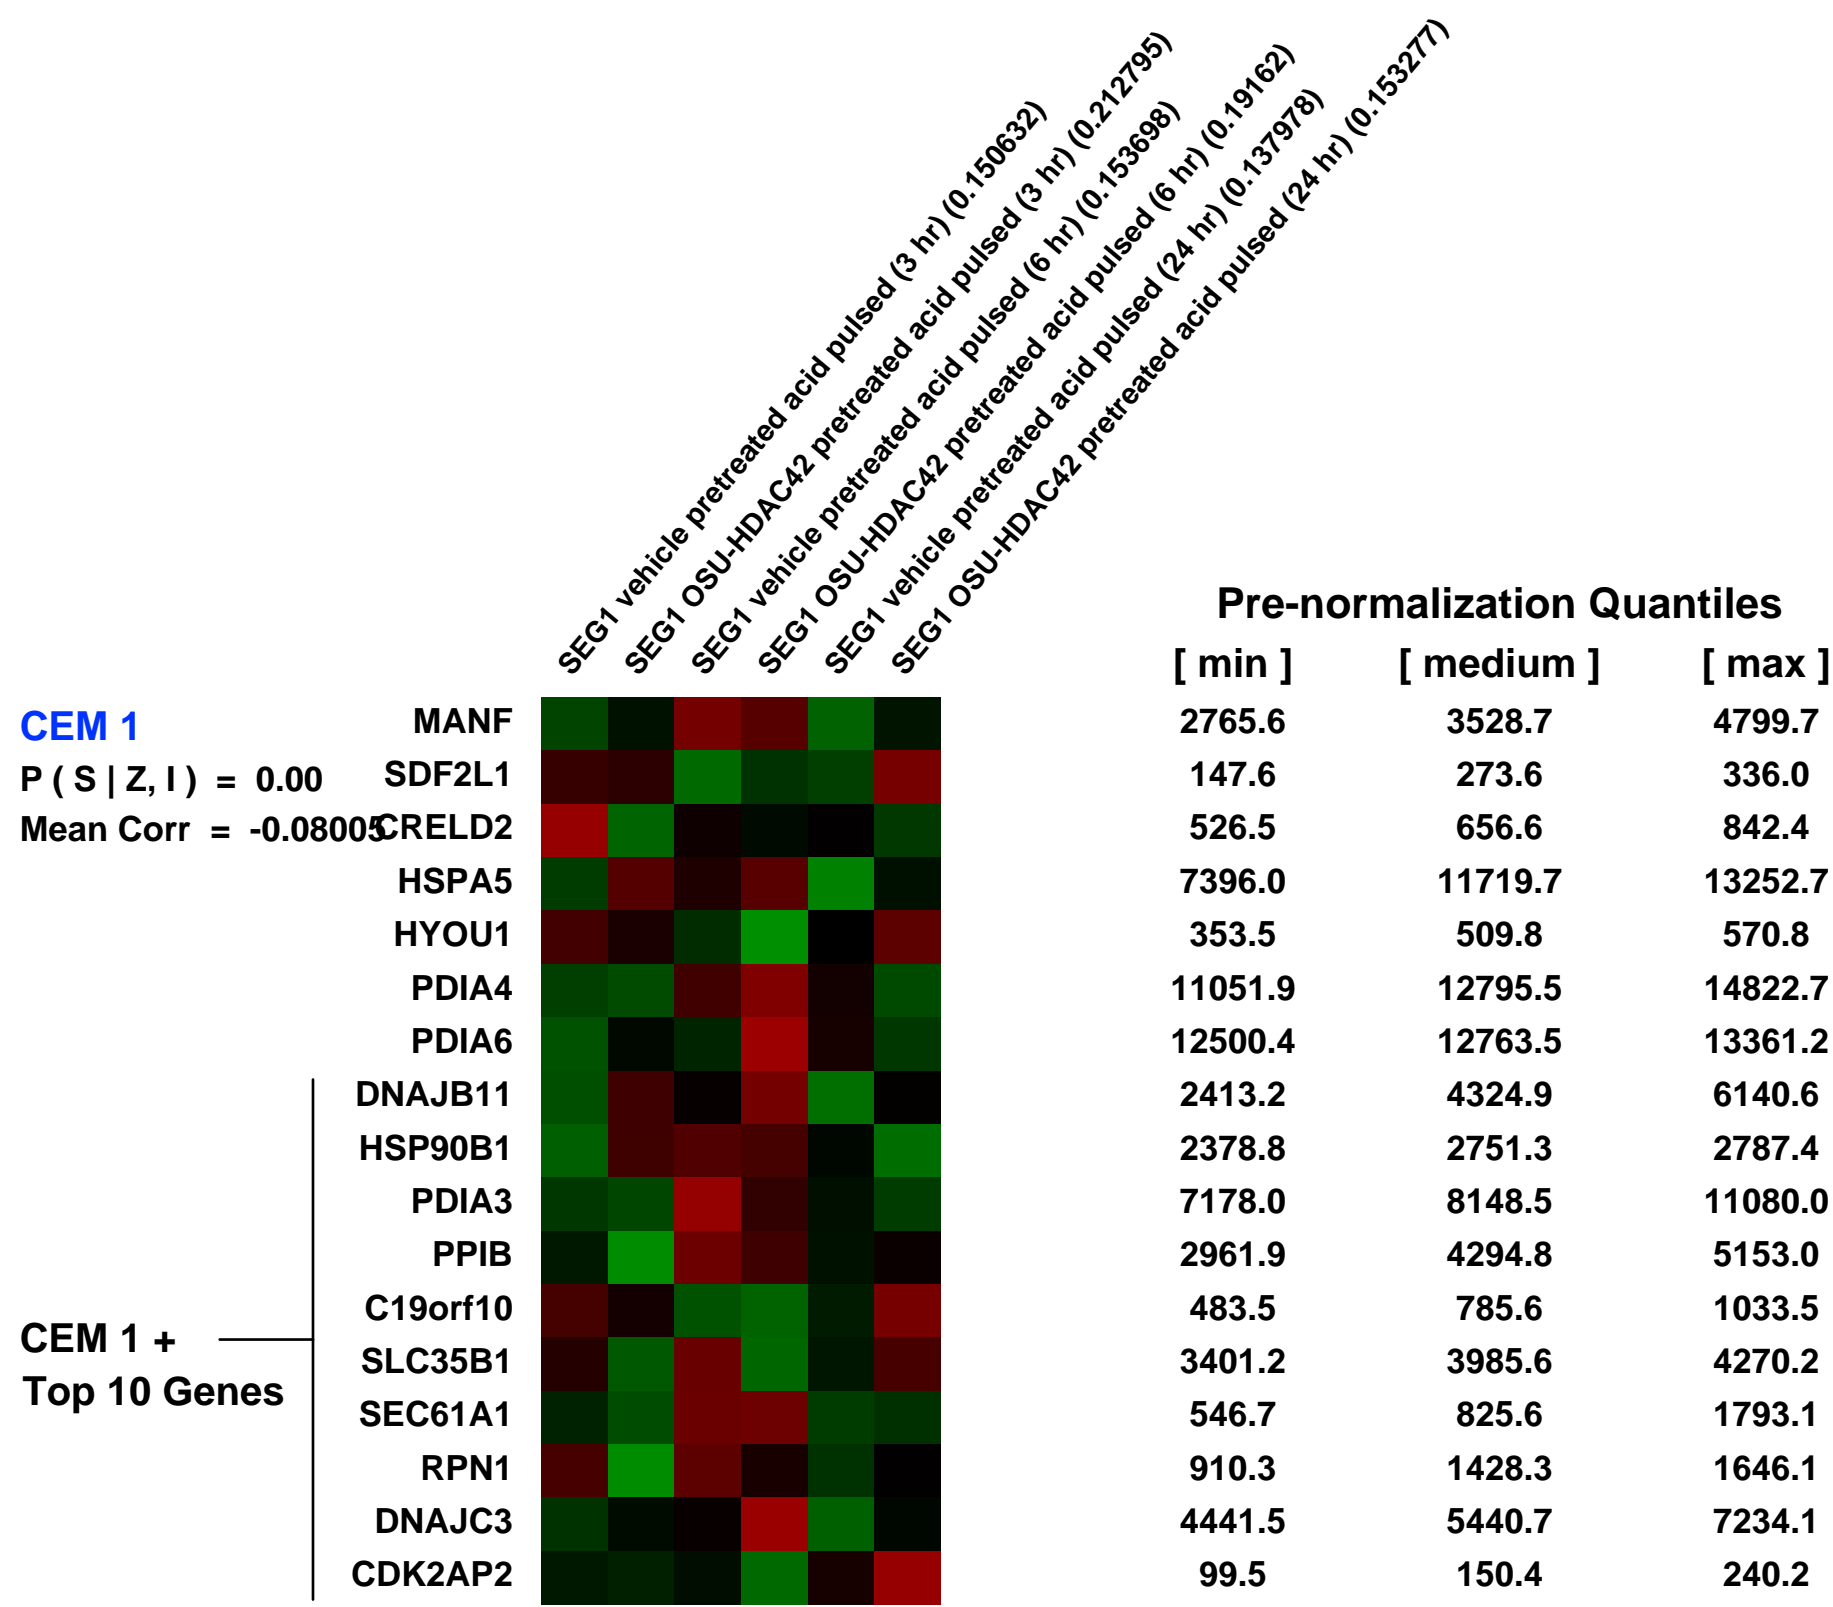 SEG1 vehicle pretreated acid pulsed (3 hr) (0.150632)
SEG1 OSU-HDAC42 pretreated acid pulsed (3 hr) (0.212795)
SEG1 vehicle pretreated acid pulsed (6 hr) (0.153698)
SEG1 OSU-HDAC42 pretreated acid pulsed (6 hr) (0.19162)
SEG1 vehicle pretreated acid pulsed (24 hr) (0.137978)
SEG1 OSU-HDAC42 pretreated acid pulsed (24 hr) (0.153277)
Pre-normalization Quantiles
[ min ] [ medium ] [ max ]
CEM 1
P ( S | Z, I ) = 0.00
Mean Corr = -0.08005
MANF 2765.6 3528.7 4799.7
SDF2L1 147.6 273.6 336.0
CRELD2 526.5 656.6 842.4
HSPA5 7396.0 11719.7 13252.7
HYOU1 353.5 509.8 570.8
PDIA4 11051.9 12795.5 14822.7
PDIA6 12500.4 12763.5 13361.2
DNAJB11 2413.2 4324.9 6140.6
HSP90B1 2378.8 2751.3 2787.4
PDIA3 7178.0 8148.5 11080.0
PPIB 2961.9 4294.8 5153.0
C19orf10 483.5 785.6 1033.5
SLC35B1 3401.2 3985.6 4270.2
SEC61A1 546.7 825.6 1793.1
RPN1 910.3 1428.3 1646.1
DNAJC3 4441.5 5440.7 7234.1
CDK2AP2 99.5 150.4 240.2
CEM 1 +
Top 10 Genes